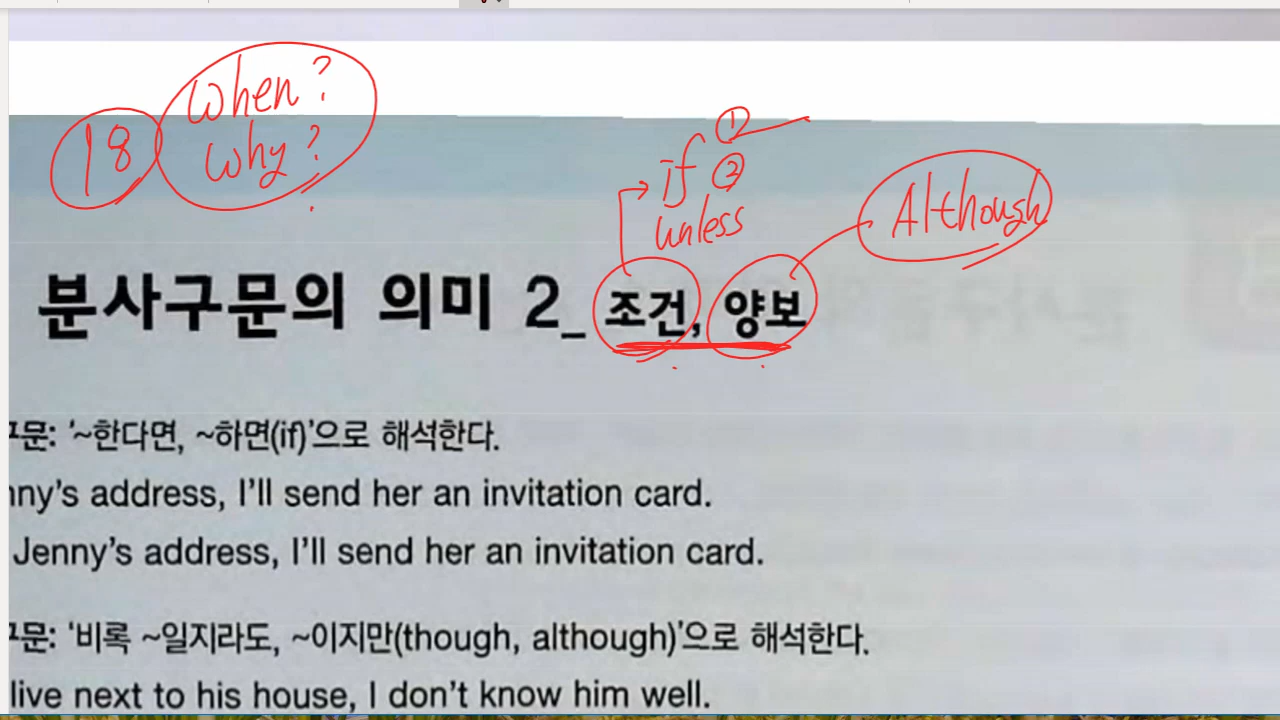 18
When?
Why?
if ① ②
unless
Although
분사구문의 의미 2_ 조건, 양보
구문: ‘~한다면, ~하면(if)’으로 해석한다.
address, I’ll send her an invitation card.
Jenny’s address, I’ll send her an invitation card.
구문: ‘비록 ~일지라도, ~이지만(though, although)’으로 해석한다.
live next to his house, I don’t know him well.